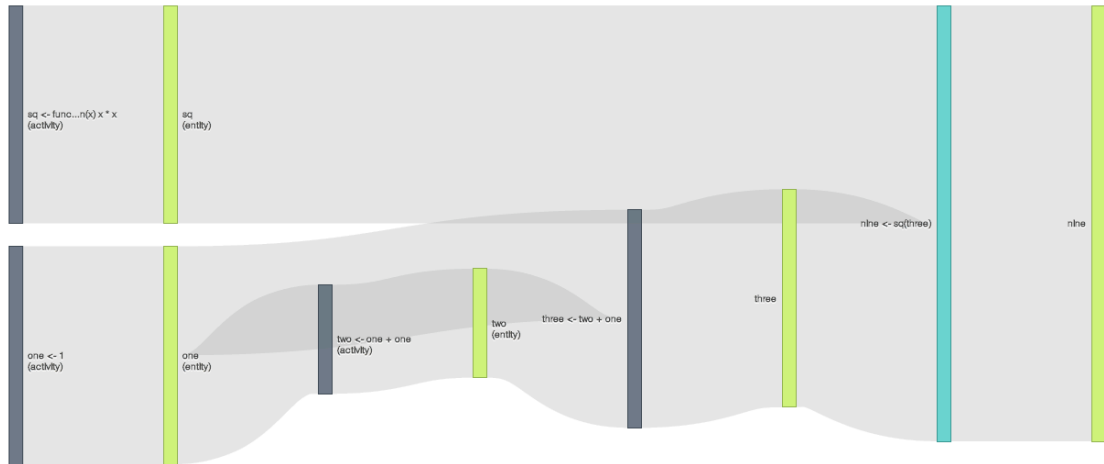 sq <- func...n(x) x * x
(activity)
sq
(entity)
nine <- sq(three)
nine
three
three <- two + one
two
(entity)
two <- one + one
(activity)
one <- 1
(activity)
one
(entity)